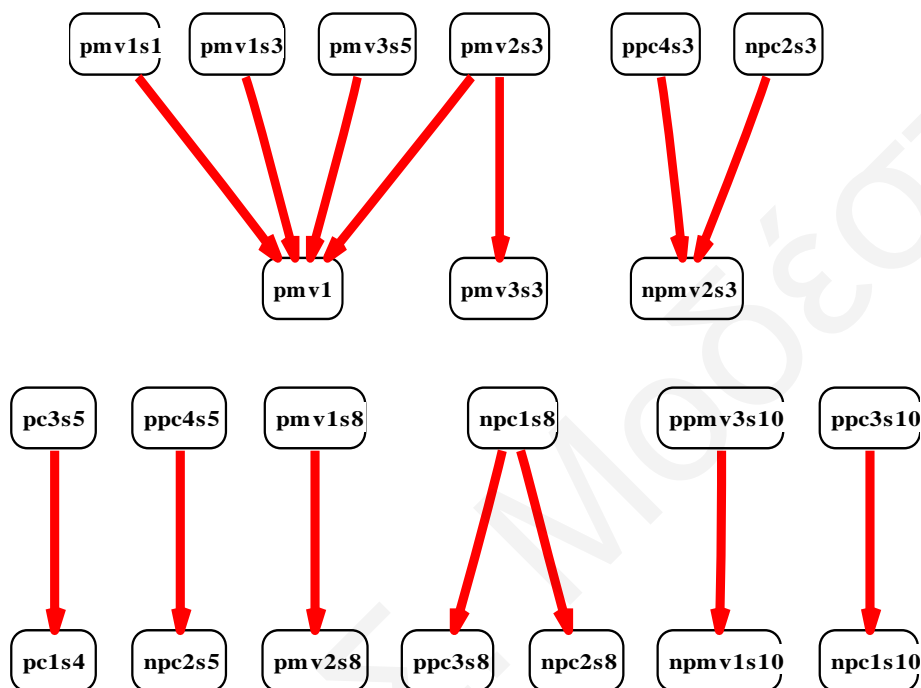 pmv1s1 pmv1s3 pmv3s5 pmv2s3 ppc4s3 npc2s3
pmv1 pmv3s3 npmv2s3
pc3s5 ppc4s5 pmv1s8 npc1s8 ppmv3s10 ppc3s10
pc1s4 npc2s5 pmv2s8 ppc3s8 npc2s8 npmv1s10 npc1s10